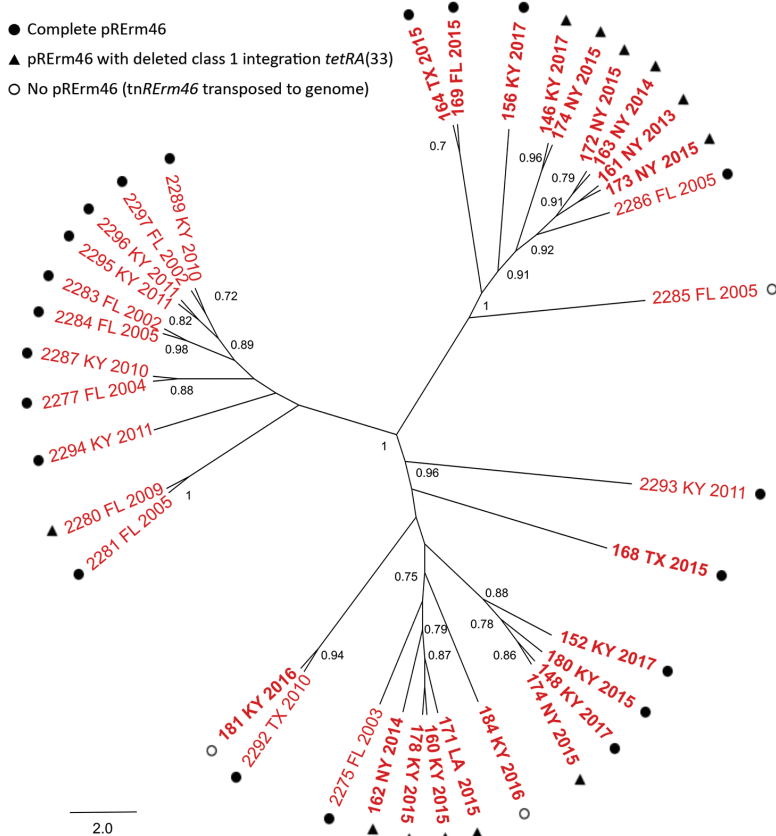 Complete pRErm46
pRErm46 with deleted class 1 integration tetRA(33)
No pRErm46 (tnRErm46 transposed to genome)
164 TX 2015
169 FL 2015
156 KY 2017
146 KY 2017
174 NY 2015
172 NY 2015
163 NY 2014
161 NY 2013
173 NY 2015
2286 FL 2005
2285 FL 2005
0.7
0.96
0.79
0.91
0.92
0.91
1
2289 KY 2010
2297 FL 2002
2296 KY 2011
2295 KY 2011
2283 FL 2002
2284 FL 2005
2287 KY 2010
2277 FL 2004
2294 KY 2011
2280 FL 2009
2281 FL 2005
0.72
0.82
0.89
0.98
0.88
1
1
0.96
2293 KY 2011
168 TX 2015
0.75
0.88
0.78
0.79
0.86
0.87
0.94
152 KY 2017
180 KY 2015
148 KY 2017
174 NY 2015
181 KY 2016
2292 TX 2010
2275 FL 2003
162 NY 2014
178 KY 2015
160 KY 2015
171 LA 2015
184 KY 2016
2.0